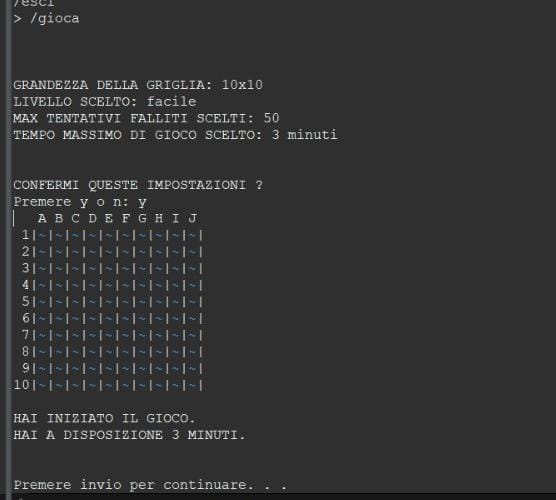 /esci
> /gioca
GRANDEZZA DELLA GRIGLIA: 10x10
LIVELLO SCELTO: facile
MAX TENTATIVI FALLITI SCELTI: 50
TEMPO MASSIMO DI GIOCO SCELTO: 3 minuti
CONFERMI QUESTE IMPOSTAZIONI ?
Premere y o n: y
A B C D E F G H I J
1|~|~|~|~|~|~|~|~|~|~|
2|~|~|~|~|~|~|~|~|~|~|
3|~|~|~|~|~|~|~|~|~|~|
4|~|~|~|~|~|~|~|~|~|~|
5|~|~|~|~|~|~|~|~|~|~|
6|~|~|~|~|~|~|~|~|~|~|
7|~|~|~|~|~|~|~|~|~|~|
8|~|~|~|~|~|~|~|~|~|~|
9|~|~|~|~|~|~|~|~|~|~|
10|~|~|~|~|~|~|~|~|~|~|
HAI INIZIATO IL GIOCO.
HAI A DISPOSIZIONE 3 MINUTI.
Premere invio per continuare. . .